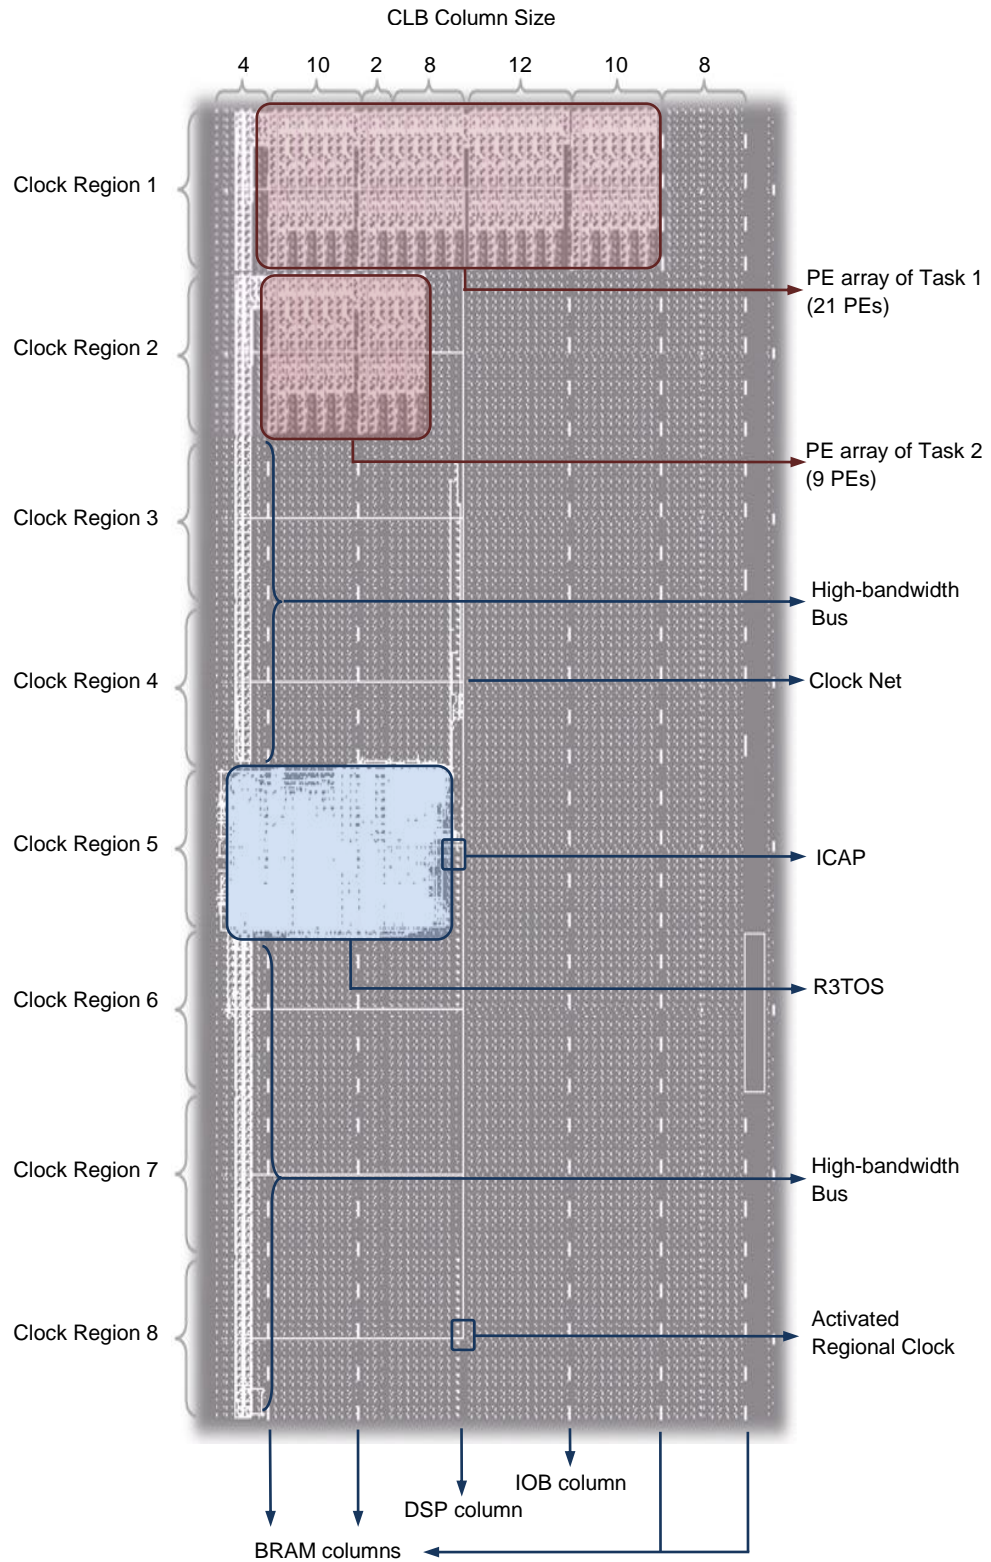 CLB Column Size
4 10 2 8 12 10 8
Clock Region 1
PE array of Task 1
(21 PEs)
Clock Region 2
PE array of Task 2
(9 PEs)
Clock Region 3
High-bandwidth
Bus
Clock Region 4
Clock Net
Clock Region 5
ICAP
R3TOS
Clock Region 6
Clock Region 7
High-bandwidth
Bus
Clock Region 8
Activated
Regional Clock
IOB column
DSP column
BRAM columns